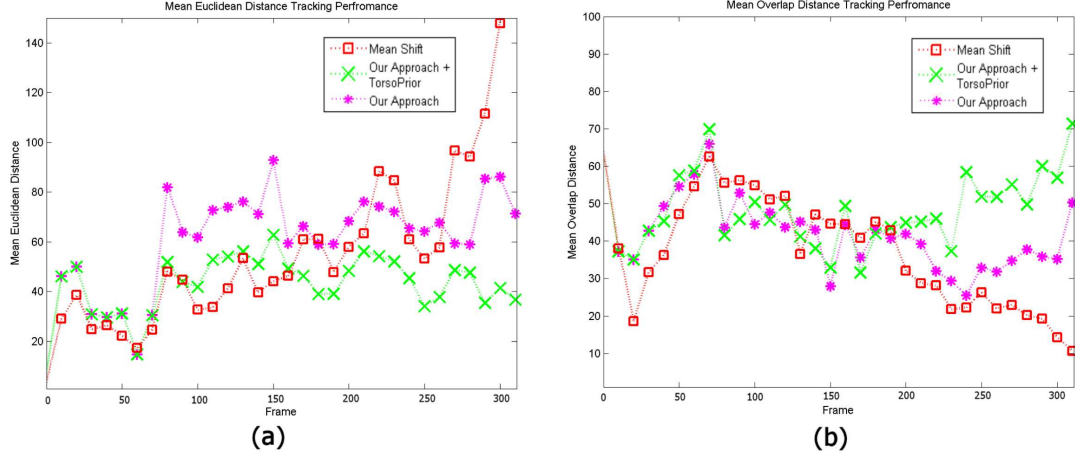 Mean Euclidean Distance Tracking Perfromance
140
120
100
80
60
40
20
0
50
100
150
200
250
300
Mean Euclidean Distance
Frame
Mean Shift
Our Approach +
TorsoPrior
Our Approach
(a)
Mean Overlap Distance Tracking Perfromance
100
90
80
70
60
50
40
30
20
10
0
50
100
150
200
250
300
Mean Overlap Distance
Frame
Mean Shift
Our Approach +
TorsoPrior
Our Approach
(b)